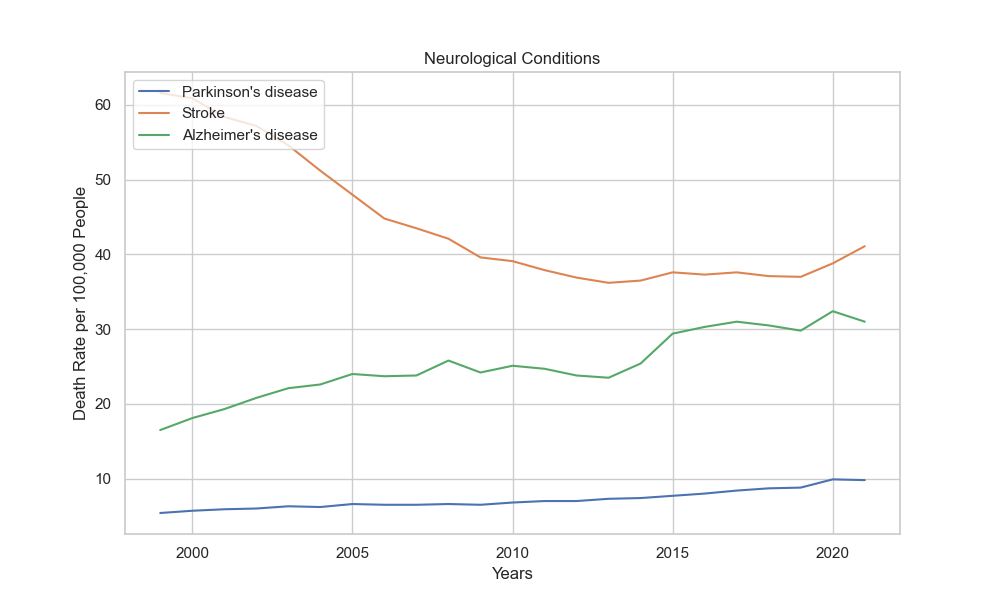 Neurological Conditions
Parkinson's disease
Stroke
Alzheimer's disease
Death Rate per 100,000 People
60
50
40
30
20
10
2000 2005 2010 2015 2020
Years